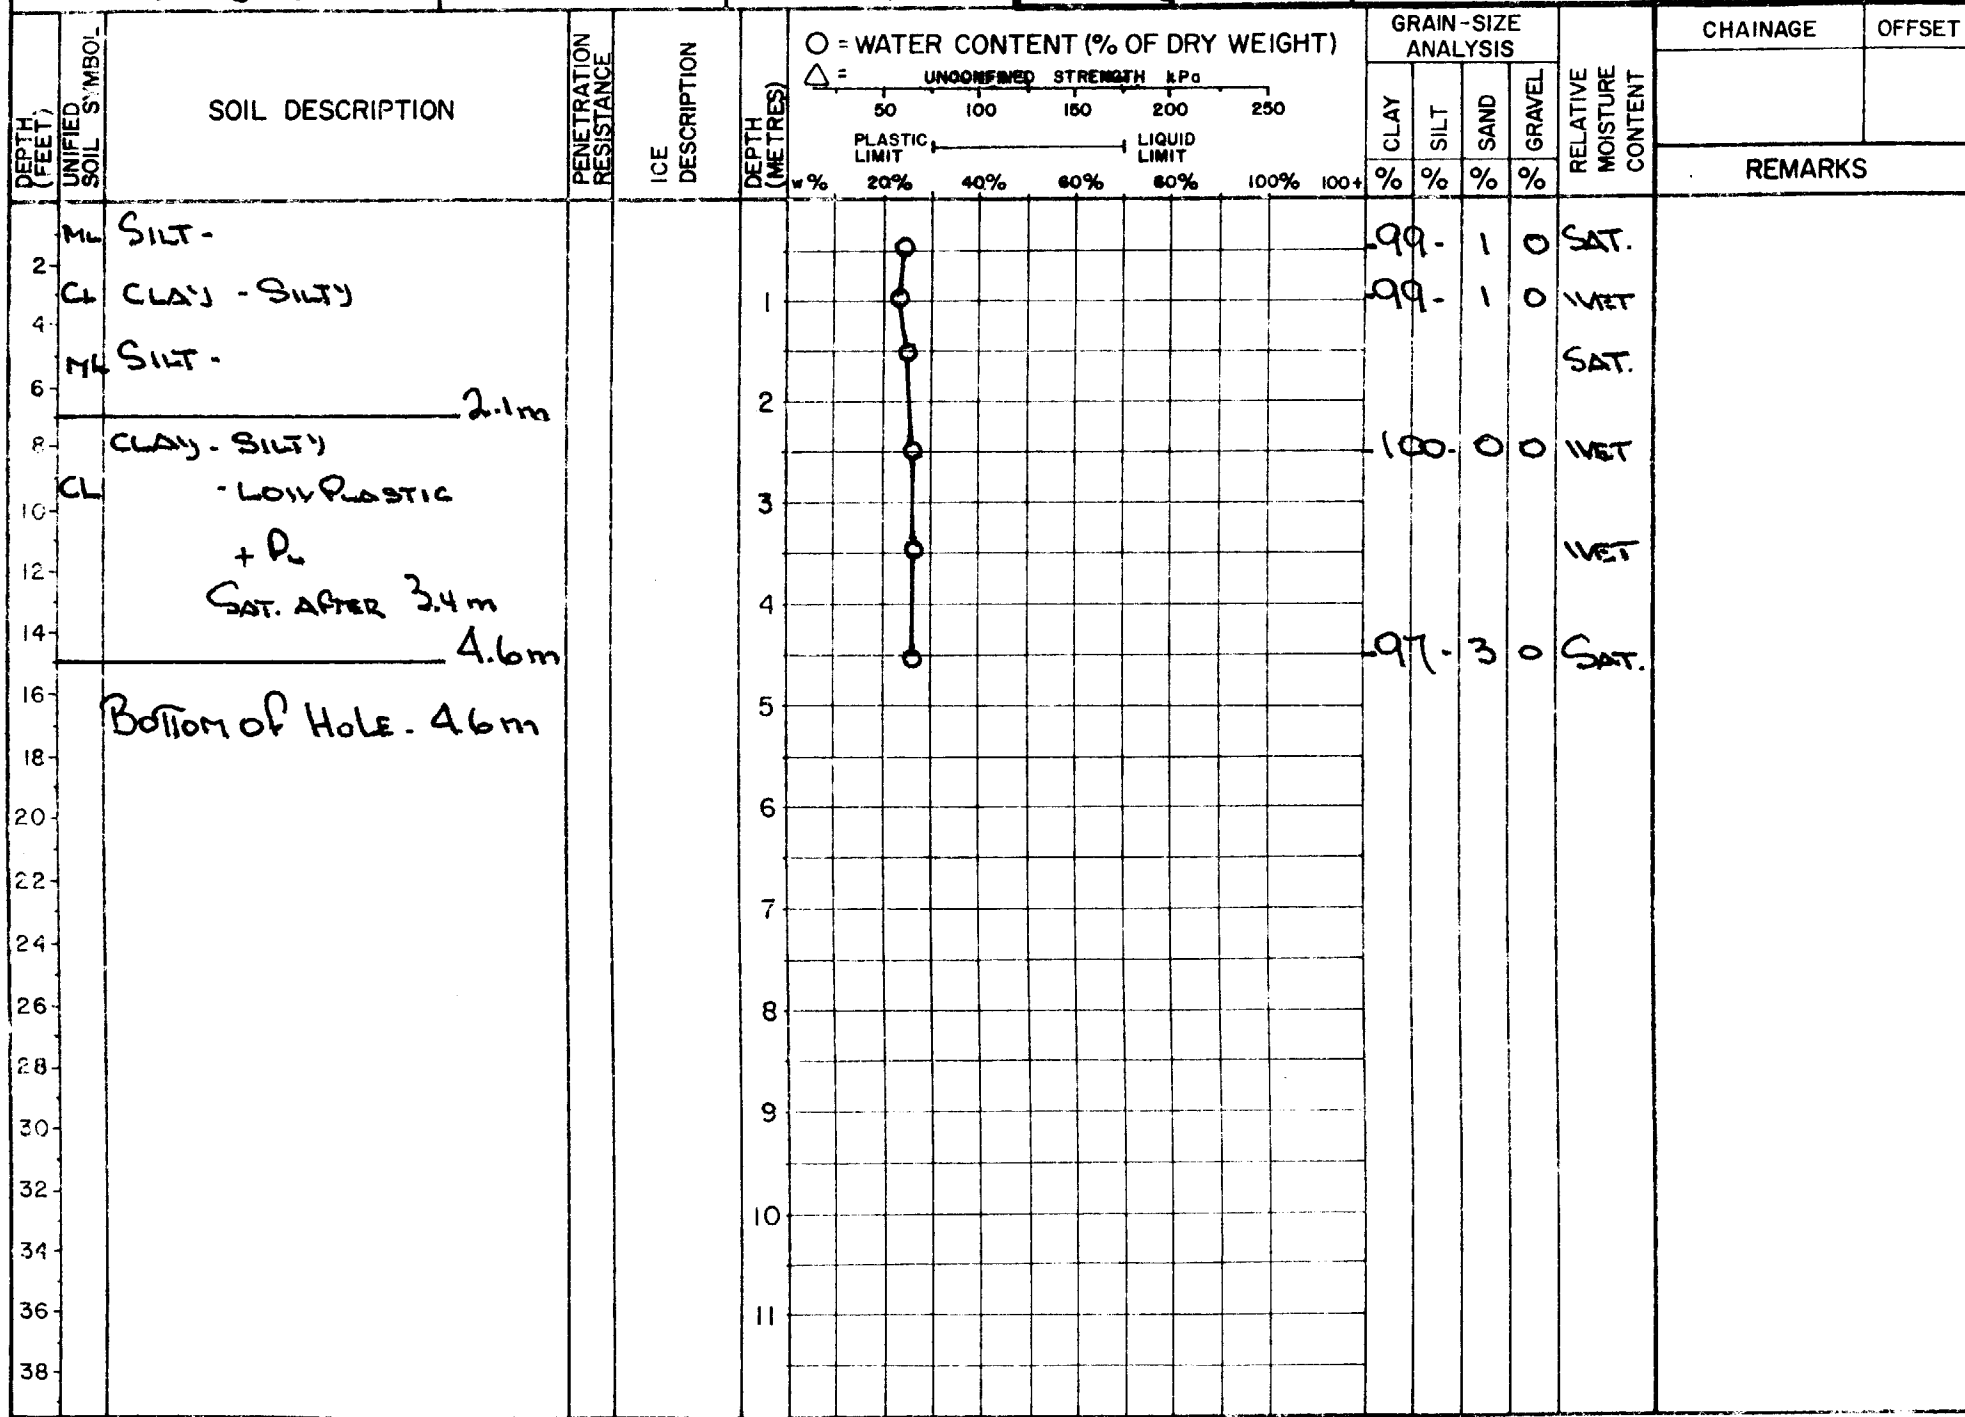 DEPTH (FEET)
UNIFIED SOIL SYMBOL
SOIL DESCRIPTION
PENETRATION RESISTANCE
ICE DESCRIPTION
DEPTH (METRES)
O = WATER CONTENT (% OF DRY WEIGHT)
△ = UNCONFINED STRENGTH kPa
50 100 150 200 250
PLASTIC LIMIT LIQUID LIMIT
w% 20% 40% 60% 80% 100% 100+
GRAIN-SIZE ANALYSIS
CLAY SILT SAND GRAVEL
% % % %
RELATIVE MOISTURE CONTENT
CHAINAGE OFFSET
REMARKS
ML SILT - -99- 1 0 SAT.
2
CL CLAY - SILTY 1 -99- 1 0 WET
4
ML SILT - SAT.
6
2.1m 2
8 CLAY - SILTY -100- 0 0 WET
CL - LOW PLASTIC 3
10
+ PL WET
12
SAT. AFTER 3.4m 4
14
4.6m -97- 3 0 SAT.
16
BOTTOM OF HOLE - 4.6m 5
18
20 6
22
7
24
26 8
28
9
30
32
10
34
36 11
38